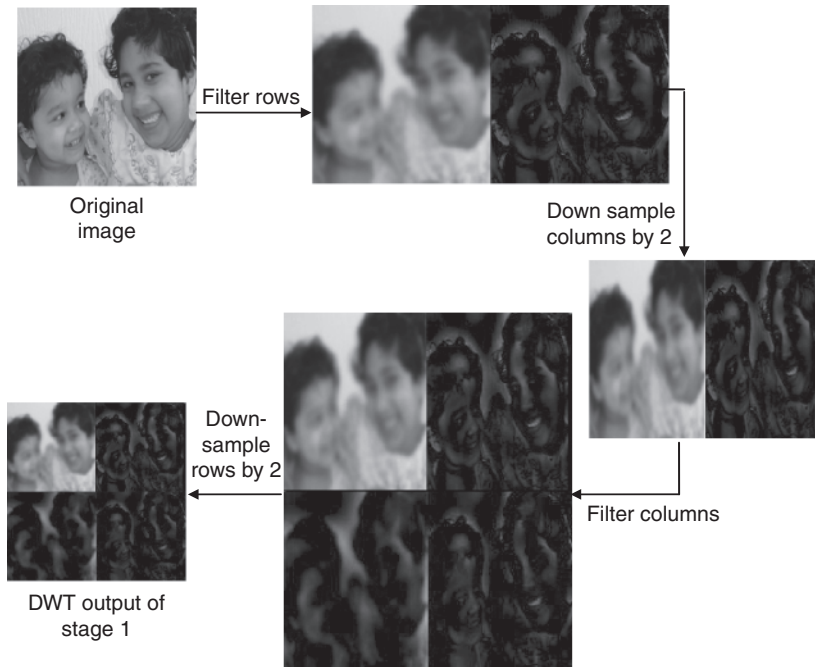 Filter rows
Original
image
Down sample
columns by 2
Down-
sample
rows by 2
Filter columns
DWT output of
stage 1